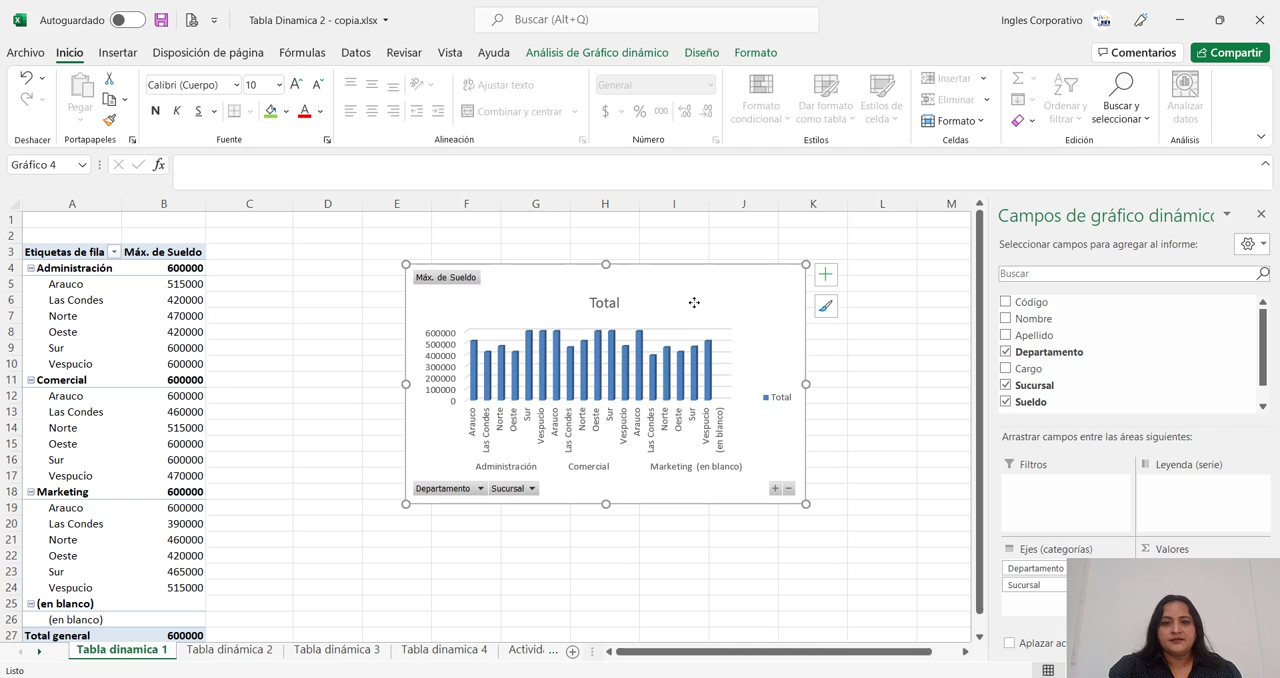 Autoguardado
Tabla Dinamica 2 - copia.xlsx
Buscar (Alt+Q)
Ingles Corporativo
Archivo Inicio Insertar Disposición de página Fórmulas Datos Revisar Vista Ayuda Análisis de Gráfico dinámico Diseño Formato
Comentarios Compartir
Pegar
Calibri (Cuerpo) 10
N K S
Ajustar texto
Combinar y centrar
General
$ % 000
Formato condicional
Dar formato como tabla
Estilos de celda
Insertar
Eliminar
Formato
Ordenar y filtrar
Buscar y seleccionar
Analizar datos
Deshacer Portapapeles Fuente Alineación Número Estilos Celdas Edición Análisis
Gráfico 4 fx
A B C D E F G H I J K L M
1
2
3 Etiquetas de fila Máx. de Sueldo
4 Administración 600000
5 Arauco 515000
6 Las Condes 420000
7 Norte 470000
8 Oeste 420000
9 Sur 600000
10 Vespucio 600000
11 Comercial 600000
12 Arauco 600000
13 Las Condes 460000
14 Norte 515000
15 Oeste 600000
16 Sur 600000
17 Vespucio 470000
18 Marketing 600000
19 Arauco 600000
20 Las Condes 390000
21 Norte 460000
22 Oeste 420000
23 Sur 465000
24 Vespucio 515000
25 (en blanco)
26 (en blanco)
27 Total general 600000
Máx. de Sueldo
Total
600000
500000
400000
300000
200000
100000
0
Total
Arauco Las Condes Norte Oeste Sur Vespucio Arauco Las Condes Norte Oeste Sur Vespucio Arauco Las Condes Norte Oeste Sur Vespucio (en blanco)
Administración Comercial Marketing (en blanco)
Departamento Sucursal
Campos de gráfico dinámic
Seleccionar campos para agregar al informe:
Buscar
Código
Nombre
Apellido
Departamento
Cargo
Sucursal
Sueldo
Arrastrar campos entre las áreas siguientes:
Filtros Leyenda (serie)
Ejes (categorías) Σ Valores
Departamento
Sucursal
Aplazar ac
Tabla dinamica 1 Tabla dinámica 2 Tabla dinámica 3 Tabla dinamica 4 Activid ...
Listo